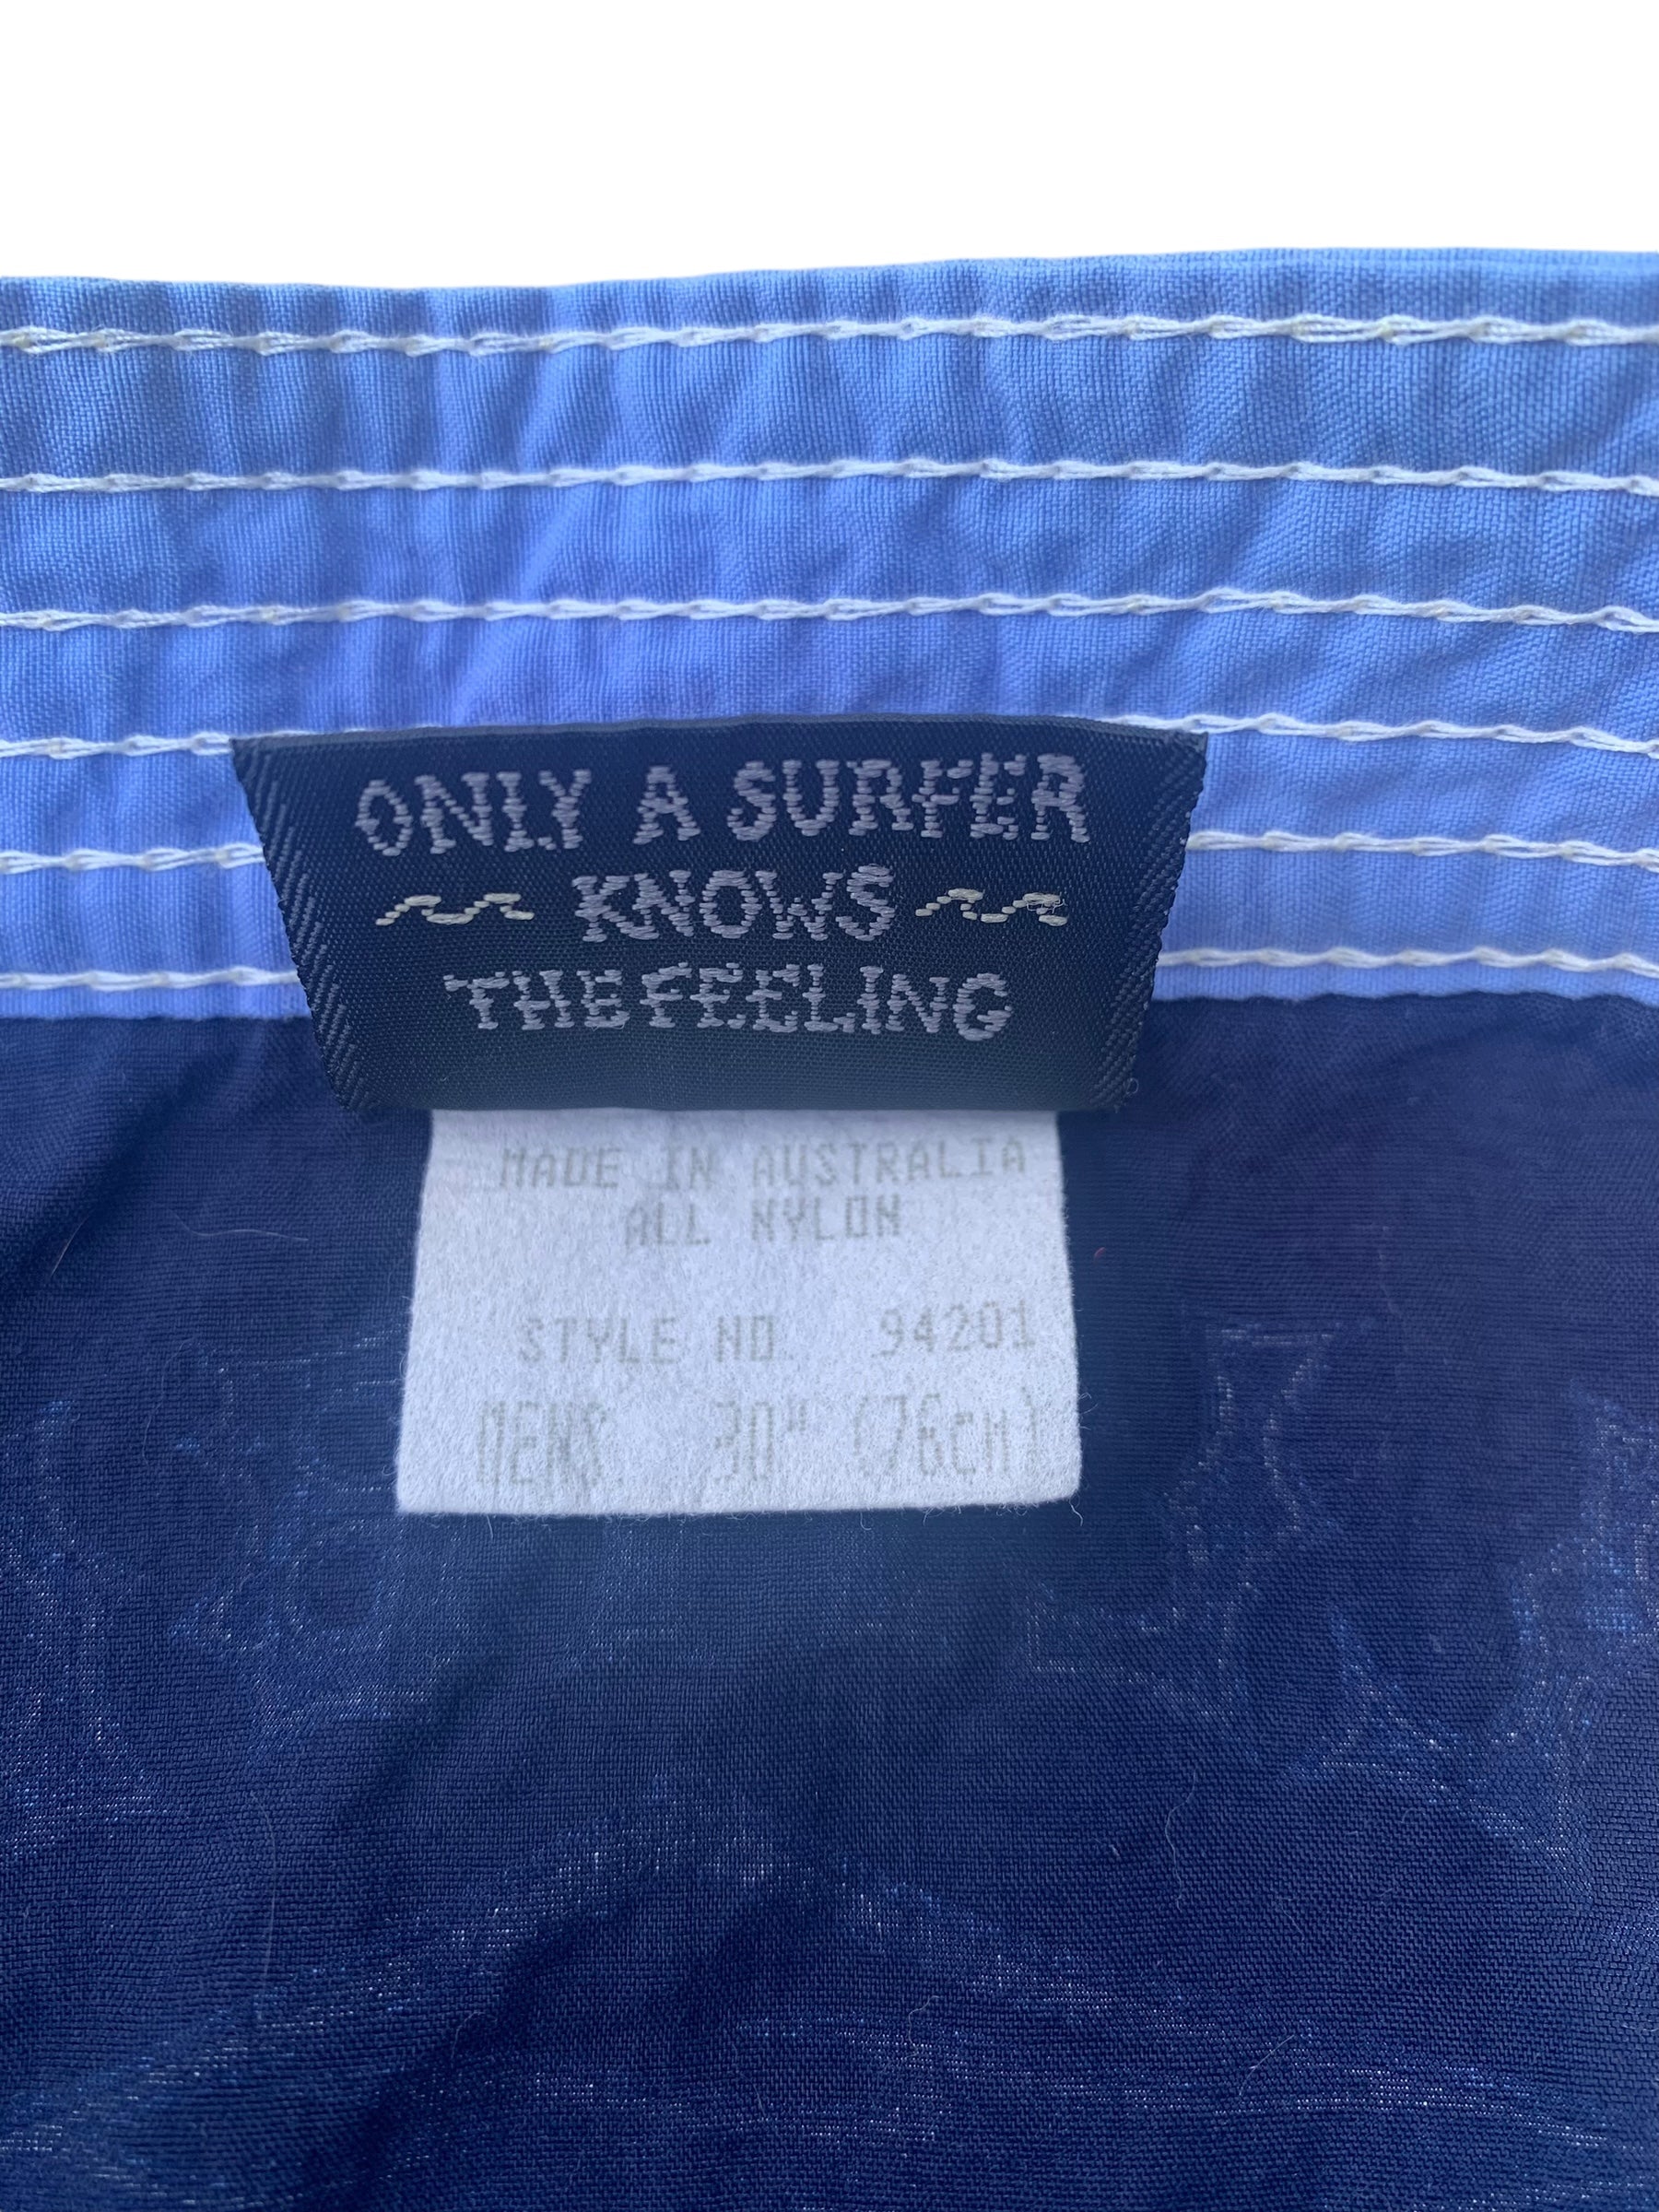 ONLY A SURFER
KNOWS
THE FEELING
MADE IN AUSTRALIA
ALL NYLON
STYLE NO. 94201
MENS. 30" (76CM)